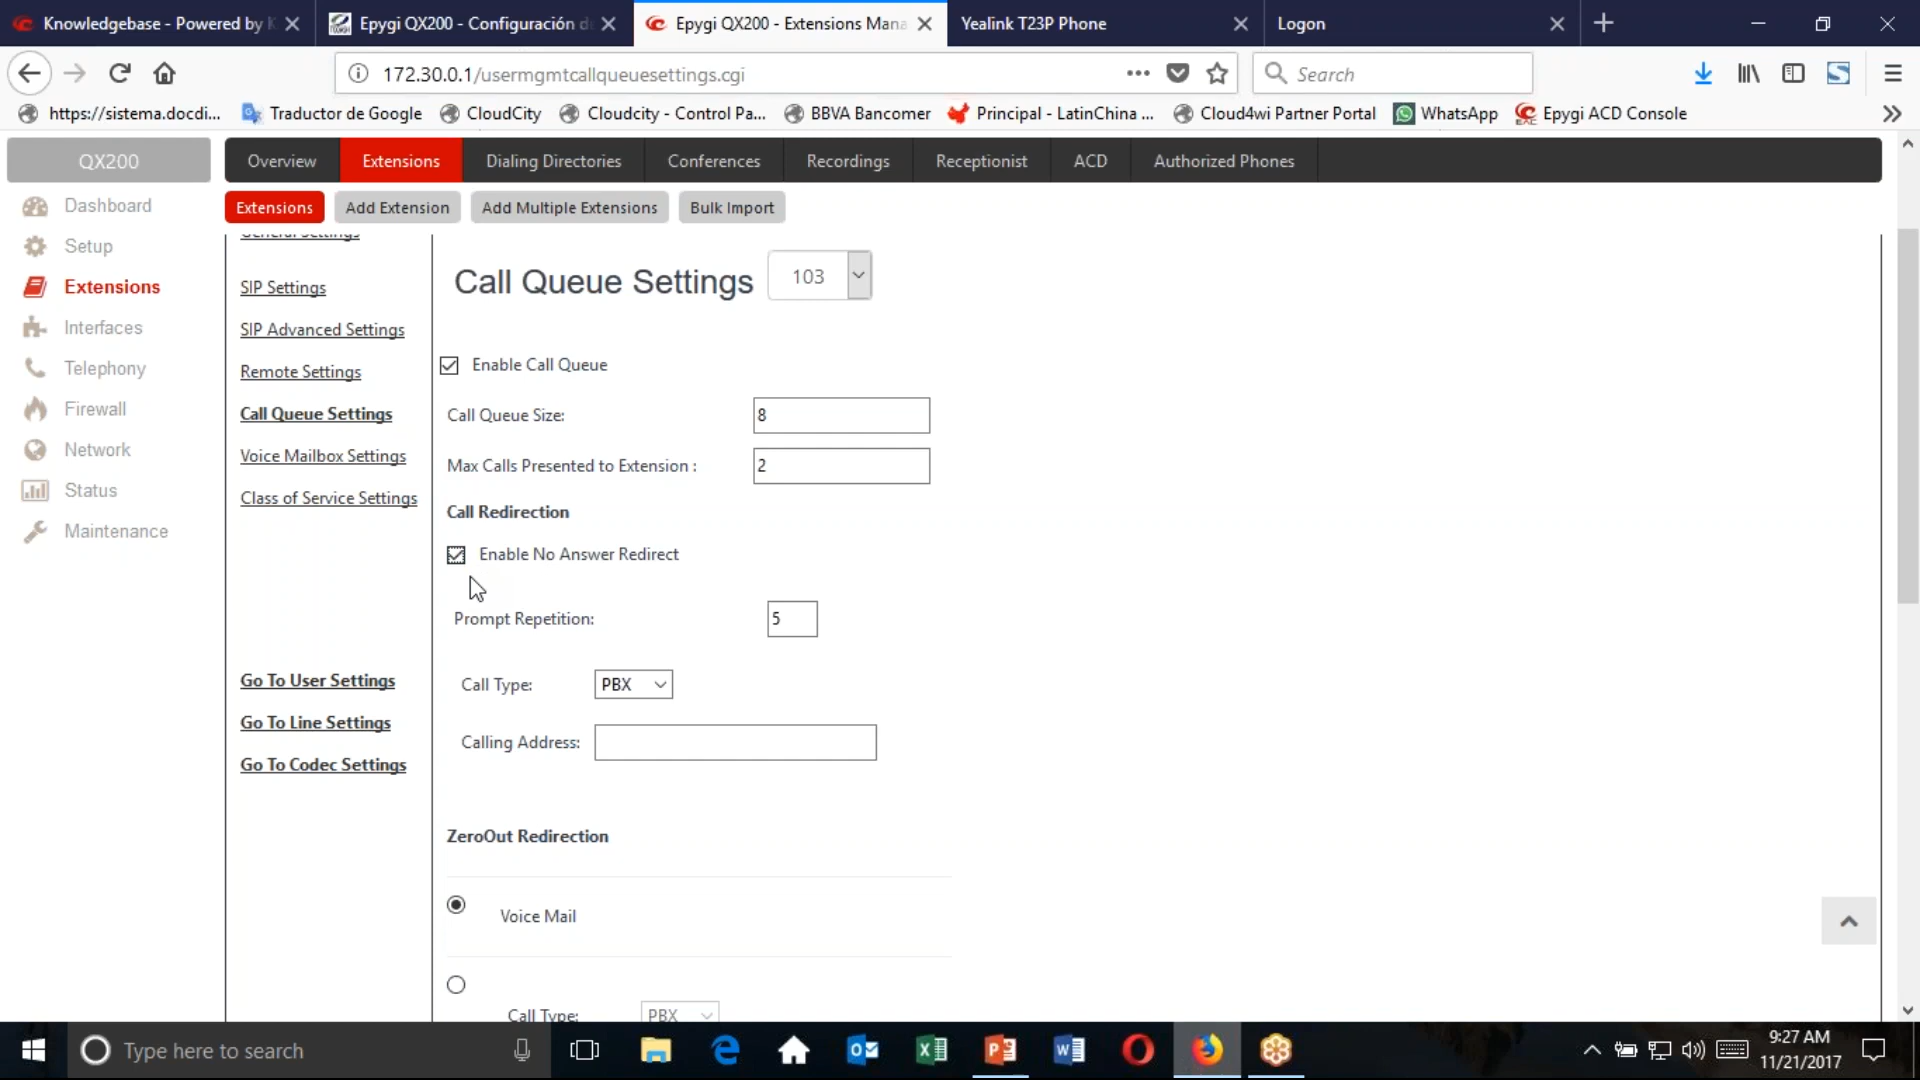 Knowledgebase - Powered by K
Epygi QX200 - Configuración d
Epygi QX200 - Extensions Mana
Yealink T23P Phone
Logon
172.30.0.1/usermgmtcallqueuesettings.cgi
Search
https://sistema.docdi...
Traductor de Google
CloudCity
Cloudcity - Control Pa...
BBVA Bancomer
Principal - LatinChina ...
Cloud4wi Partner Portal
WhatsApp
Epygi ACD Console
QX200
Overview
Extensions
Dialing Directories
Conferences
Recordings
Receptionist
ACD
Authorized Phones
Extensions
Add Extension
Add Multiple Extensions
Bulk Import
Dashboard
Setup
Extensions
Interfaces
Telephony
Firewall
Network
Status
Maintenance
General Settings
SIP Settings
SIP Advanced Settings
Remote Settings
Call Queue Settings
Voice Mailbox Settings
Class of Service Settings
Go To User Settings
Go To Line Settings
Go To Codec Settings
Call Queue Settings 103
Enable Call Queue
Call Queue Size: 8
Max Calls Presented to Extension : 2
Call Redirection
Enable No Answer Redirect
Prompt Repetition: 5
Call Type: PBX
Calling Address:
ZeroOut Redirection
Voice Mail
Call Type: PBX
Type here to search
9:27 AM
11/21/2017